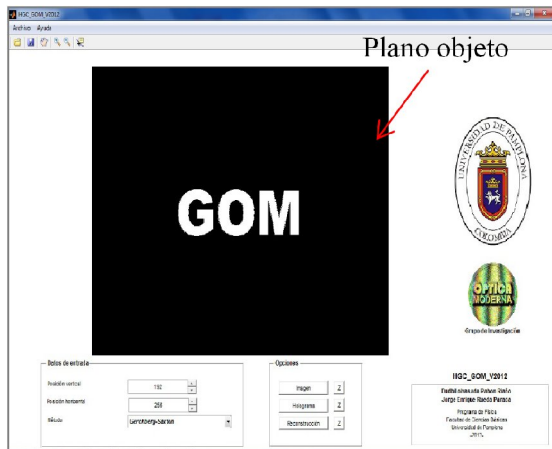 HGC_GOM_V2012
Archivo Ayuda
Plano objeto
GOM
UNIVERSIDAD DE PAMPLONA
COLOMBIA
OPTICA
MODERNA
Grupo de Investigación
Datos de entrada
Posición vertical
192
Posición horizontal
256
Método
Gerchberg-Saxton
Opciones
Imagen Z
Holograma Z
Reconstrucción Z
HGC_GOM_V2012
Pabon
Jorge Enrique Rueda Parada
Programa de Física
Facultad de Ciencias Básicas
Universidad de Pamplona